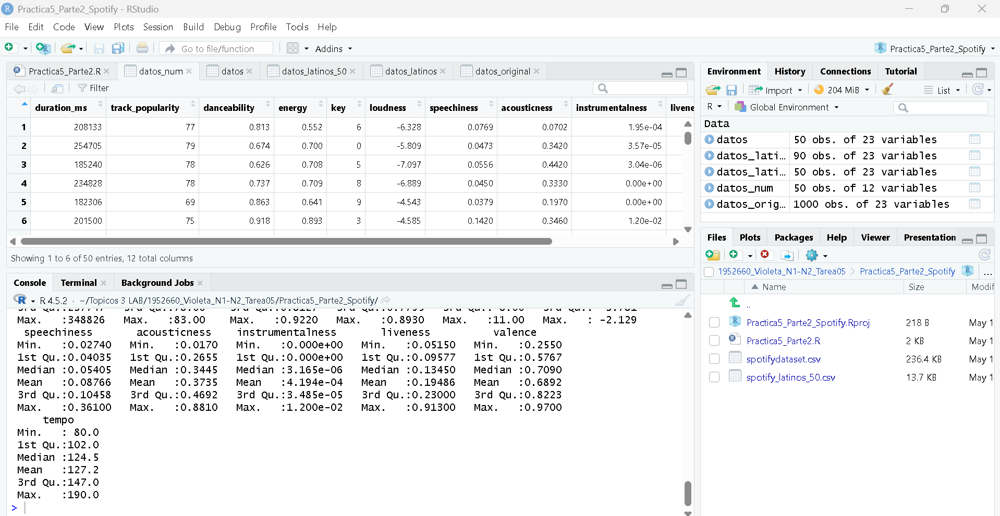 Practica5_Parte2_Spotify - RStudio
File Edit Code View Plots Session Build Debug Profile Tools Help
Go to file/function Addins Practica5_Parte2_Spotify
Practica5_Parte2.R datos_num datos datos_latinos_50 datos_latinos datos_original
Filter
duration_ms track_popularity danceability energy key loudness speechiness acousticness instrumentalness livene
1 208133 77 0.813 0.552 6 -6.328 0.0769 0.0702 1.95e-04
2 254705 79 0.674 0.700 0 -5.809 0.0473 0.3420 3.57e-05
3 185240 78 0.626 0.708 5 -7.097 0.0556 0.4420 3.04e-06
4 234828 78 0.737 0.709 8 -6.889 0.0450 0.3330 0.00e+00
5 182306 69 0.863 0.641 9 -4.543 0.0379 0.1970 0.00e+00
6 201500 75 0.918 0.893 3 -4.585 0.1420 0.3460 1.20e-02
Showing 1 to 6 of 50 entries, 12 total columns
Console Terminal Background Jobs
R 4.5.2 · ~/Topicos 3 LAB/1952660_Violeta_N1-N2_Tarea05/Practica5_Parte2_Spotify/
Max. :348826 Max. :83.00 Max. :0.9220 Max. :0.8930 Max. :11.00 Max. : -2.129
speechiness acousticness instrumentalness liveness valence
Min. :0.02740 Min. :0.0170 Min. :0.000e+00 Min. :0.05150 Min. :0.2550
1st Qu.:0.04035 1st Qu.:0.2655 1st Qu.:0.000e+00 1st Qu.:0.09577 1st Qu.:0.5767
Median :0.05405 Median :0.3445 Median :3.165e-06 Median :0.13450 Median :0.7090
Mean :0.08766 Mean :0.3735 Mean :4.194e-04 Mean :0.19486 Mean :0.6892
3rd Qu.:0.10458 3rd Qu.:0.4692 3rd Qu.:3.485e-05 3rd Qu.:0.23000 3rd Qu.:0.8223
Max. :0.36100 Max. :0.8810 Max. :1.200e-02 Max. :0.91300 Max. :0.9700
tempo
Min. : 80.0
1st Qu.:102.0
Median :124.5
Mean :127.2
3rd Qu.:147.0
Max. :190.0
>
Environment History Connections Tutorial
Import 204 MiB List
R Global Environment
Data
datos 50 obs. of 23 variables
datos_lati… 90 obs. of 23 variables
datos_lati… 50 obs. of 23 variables
datos_num 50 obs. of 12 variables
datos_orig… 1000 obs. of 23 variables
Files Plots Packages Help Viewer Presentation
1952660_Violeta_N1-N2_Tarea05 Practica5_Parte2_Spotify ...
Name Size Modif
..
Practica5_Parte2_Spotify.Rproj 218 B May 1
Practica5_Parte2.R 2 KB May 1
spotifydataset.csv 236.4 KB May 1
spotify_latinos_50.csv 13.7 KB May 1